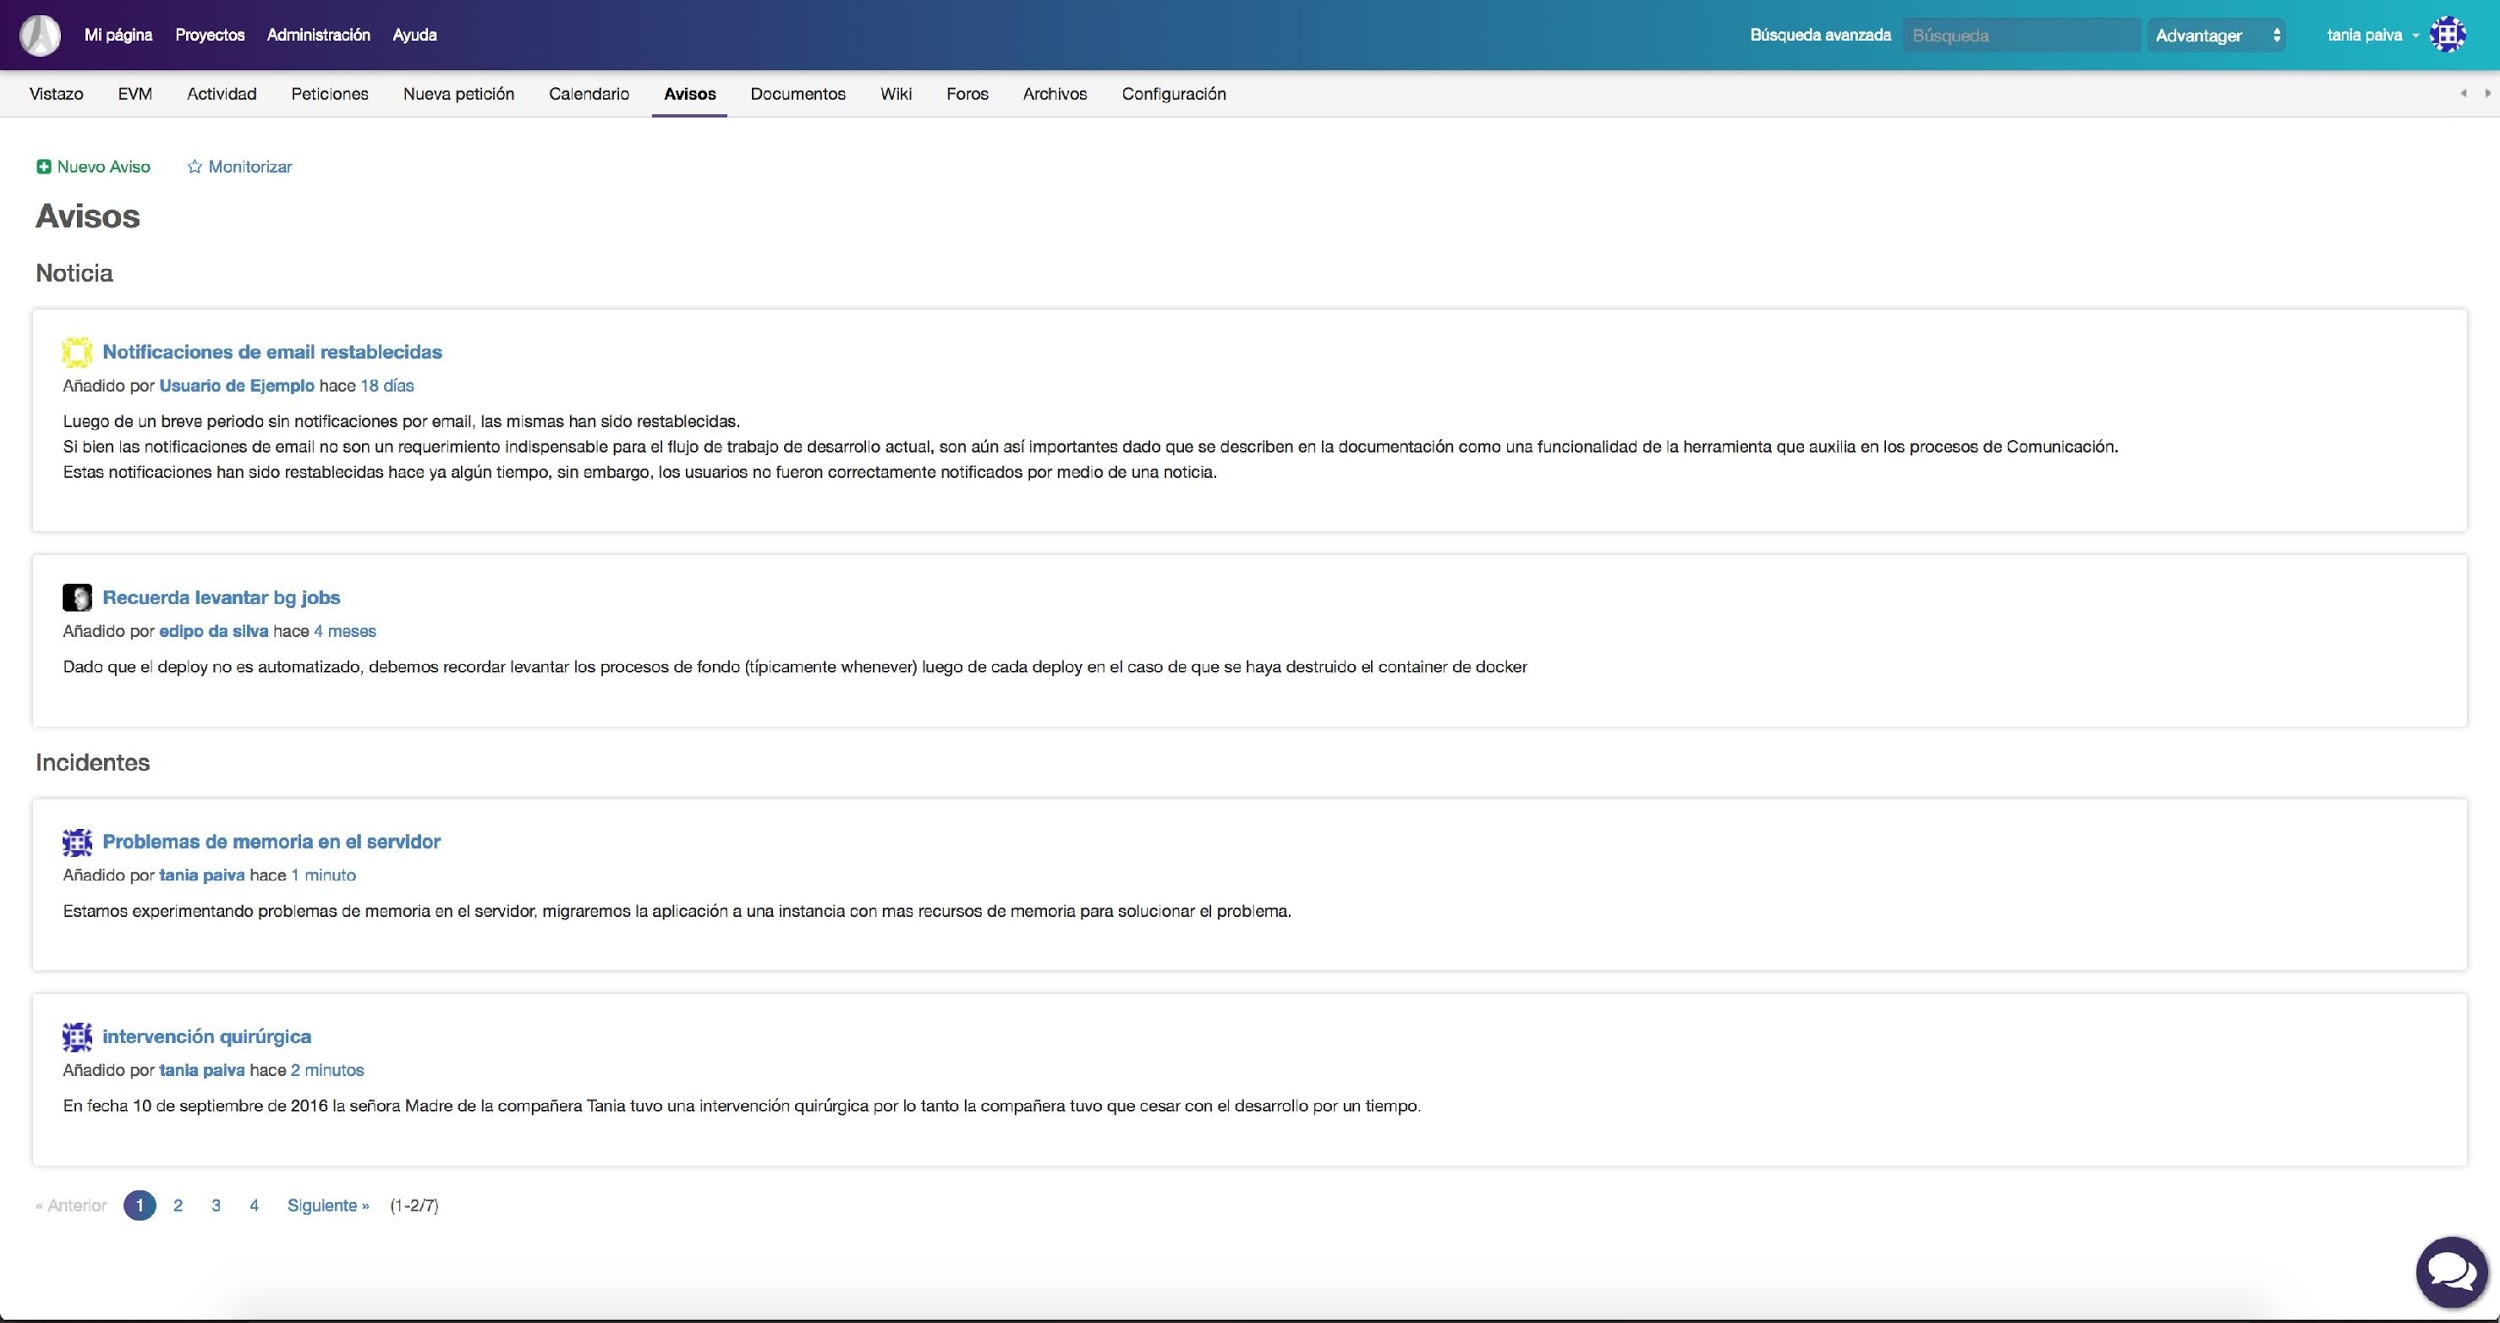 Mi página Proyectos Administración Ayuda Búsqueda avanzada Búsqueda Advantager tania paiva
Vistazo EVM Actividad Peticiones Nueva petición Calendario Avisos Documentos Wiki Foros Archivos Configuración
Nuevo Aviso Monitorizar
Avisos
Noticia
Notificaciones de email restablecidas
Añadido por Usuario de Ejemplo hace 18 días
Luego de un breve periodo sin notificaciones por email, las mismas han sido restablecidas.
Si bien las notificaciones de email no son un requerimiento indispensable para el flujo de trabajo de desarrollo actual, son aún así importantes dado que se describen en la documentación como una funcionalidad de la herramienta que auxilia en los procesos de Comunicación.
Estas notificaciones han sido restablecidas hace ya algún tiempo, sin embargo, los usuarios no fueron correctamente notificados por medio de una noticia.
Recuerda levantar bg jobs
Añadido por edipo da silva hace 4 meses
Dado que el deploy no es automatizado, debemos recordar levantar los procesos de fondo (típicamente whenever) luego de cada deploy en el caso de que se haya destruido el container de docker
Incidentes
Problemas de memoria en el servidor
Añadido por tania paiva hace 1 minuto
Estamos experimentando problemas de memoria en el servidor, migraremos la aplicación a una instancia con mas recursos de memoria para solucionar el problema.
intervención quirúrgica
Añadido por tania paiva hace 2 minutos
En fecha 10 de septiembre de 2016 la señora Madre de la compañera Tania tuvo una intervención quirúrgica por lo tanto la compañera tuvo que cesar con el desarrollo por un tiempo.
« Anterior 1 2 3 4 Siguiente » (1-2/7)